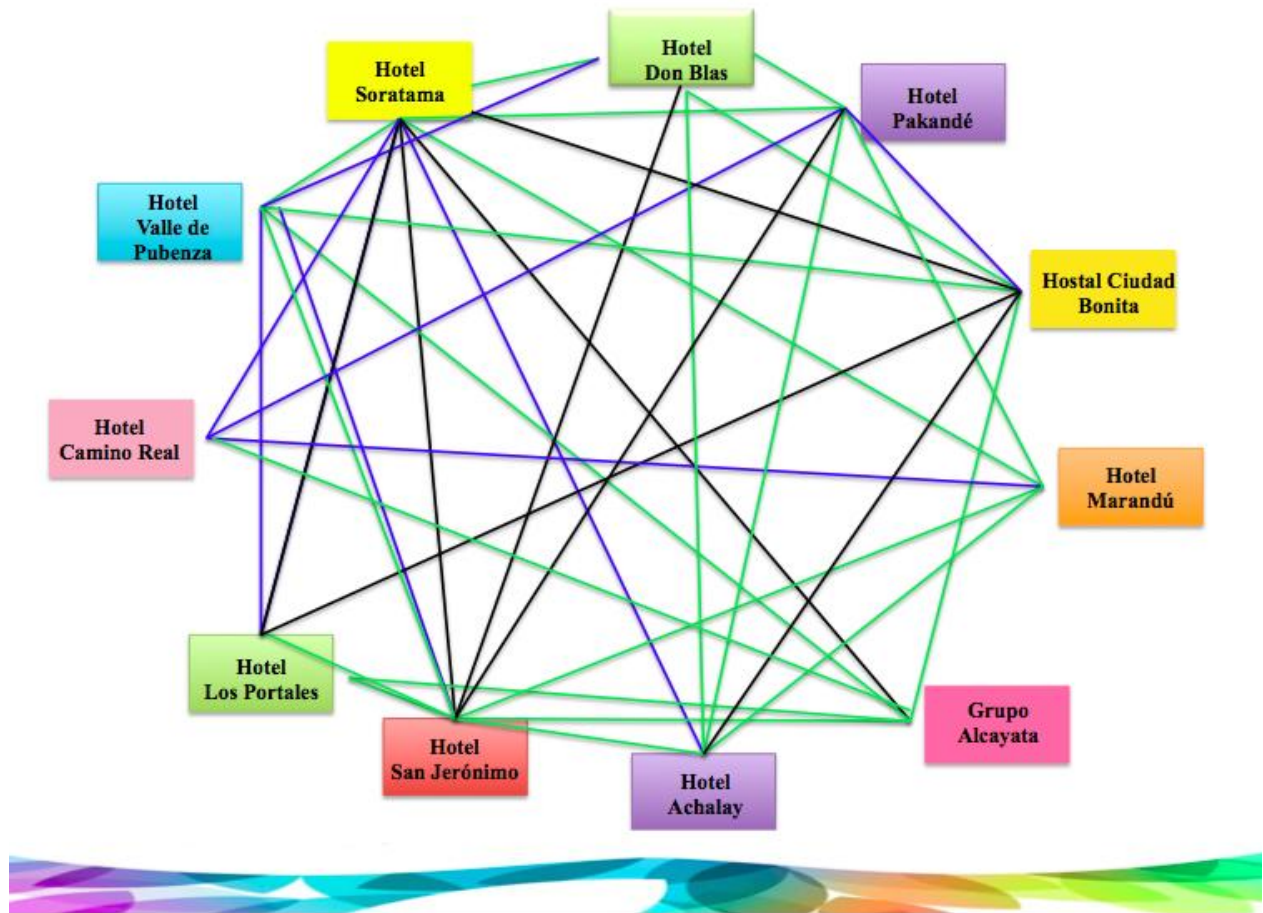 Hotel
Don Blas
Hotel
Soratama
Hotel
Pakandé
Hotel
Valle de
Pubenza
Hostal Ciudad
Bonita
Hotel
Camino Real
Hotel
Marandú
Hotel
Los Portales
Grupo
Alcayata
Hotel
San Jerónimo
Hotel
Achalay